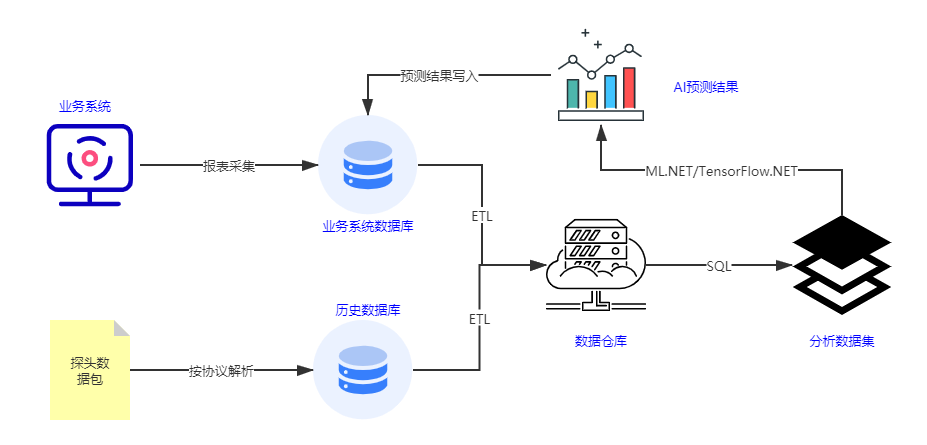 预测结果写入
AI预测结果
业务系统
报表采集
业务系统数据库
ML.NET/TensorFlow.NET
ETL
SQL
历史数据库
ETL
数据仓库
分析数据集
探头数
据包
按协议解析